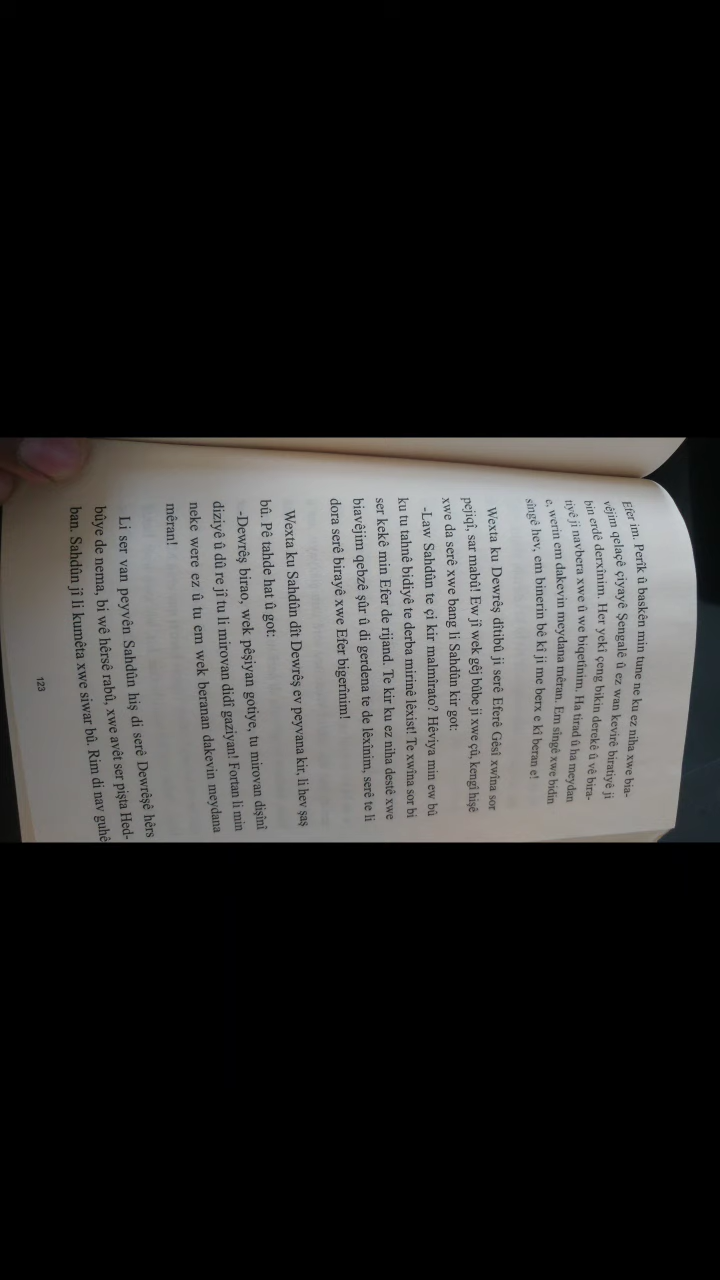 Efer im. Perîk û baskên min tune ne ku ez niha xwe bia-
vêjim qelaçê çiyayê Şengalê û ez wan kevirê biratiyê ji
bin erdê derxînim. Her yekî çeng bikin derekê û vê bira-
tiyê ji navbera xwe û we biqetînim. Ha tirad û ha meydan
e, werin em dakevin meydana mêran. Em sîngê xwe bidin
sîngê hev, em binerin bê kî ji me berx e kî beran e!
Wexta ku Dewrêş dîtibû ji serê Eferê Gêsî xwîna sor
pejiqî, sar mabû! Ew jî wek gêj bûbe ji xwe çû, kengî hişê
xwe da serê xwe bang li Sahdûn kir got:
-Law Sahdûn te çi kir malmîrato? Hêviya min ew bû
ku tu tahnê bidiyê te derba mirinê lêxist! Te xwîna sor bi
ser kekê min Efer de rijand. Te kir ku ez niha destê xwe
biavêjim qebzê şûr û di gerdena te de lêxînim, serê te li
dora serê birayê xwe Efer bigerînim!
Wexta ku Sahdûn dît Dewrêş ev peyvana kir, li hev şaş
bû. Pê tahde hat û got:
-Dewrêş birao, wek pêşiyan gotiye, tu mirovan dişînî
diziyê û dû re jî tu li mirovan didî gaziyan! Fortan li min
neke were ez û tu em wek beranan dakevin meydana
mêran!
Li ser van peyvên Sahdûn hiş di serê Dewrêşê hêrs
bûye de nema, bi wê hêrsê rabû, xwe avêt ser pişta Hed-
ban. Sahdûn jî li kumêta xwe siwar bû. Rim di nav guhê
123